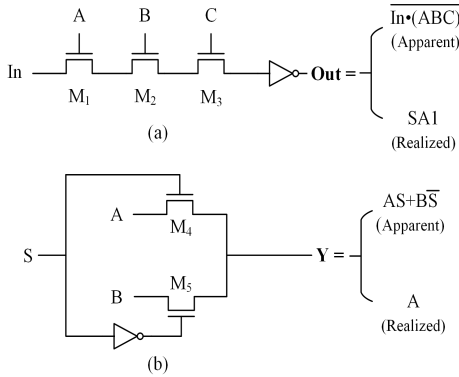 A B C
In•(ABC)
(Apparent)
In
Out =
M1 M2 M3
SA1
(Realized)
(a)
A
M4
AS+BS̅
(Apparent)
S
Y =
M5
B
A
(Realized)
(b)